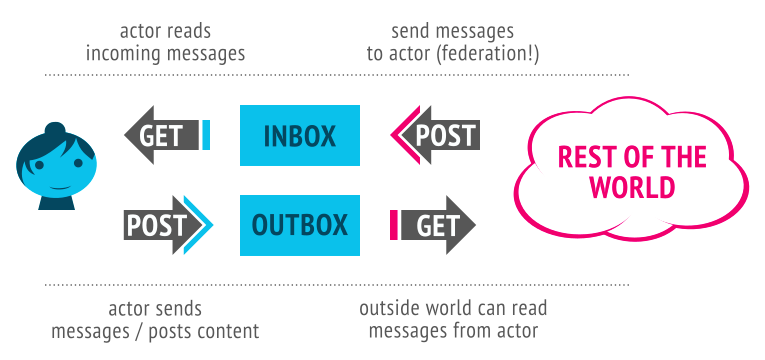 actor reads
incoming messages
send messages
to actor (federation!)
GET
INBOX
POST
REST OF THE
WORLD
POST
OUTBOX
GET
actor sends
messages / posts content
outside world can read
messages from actor